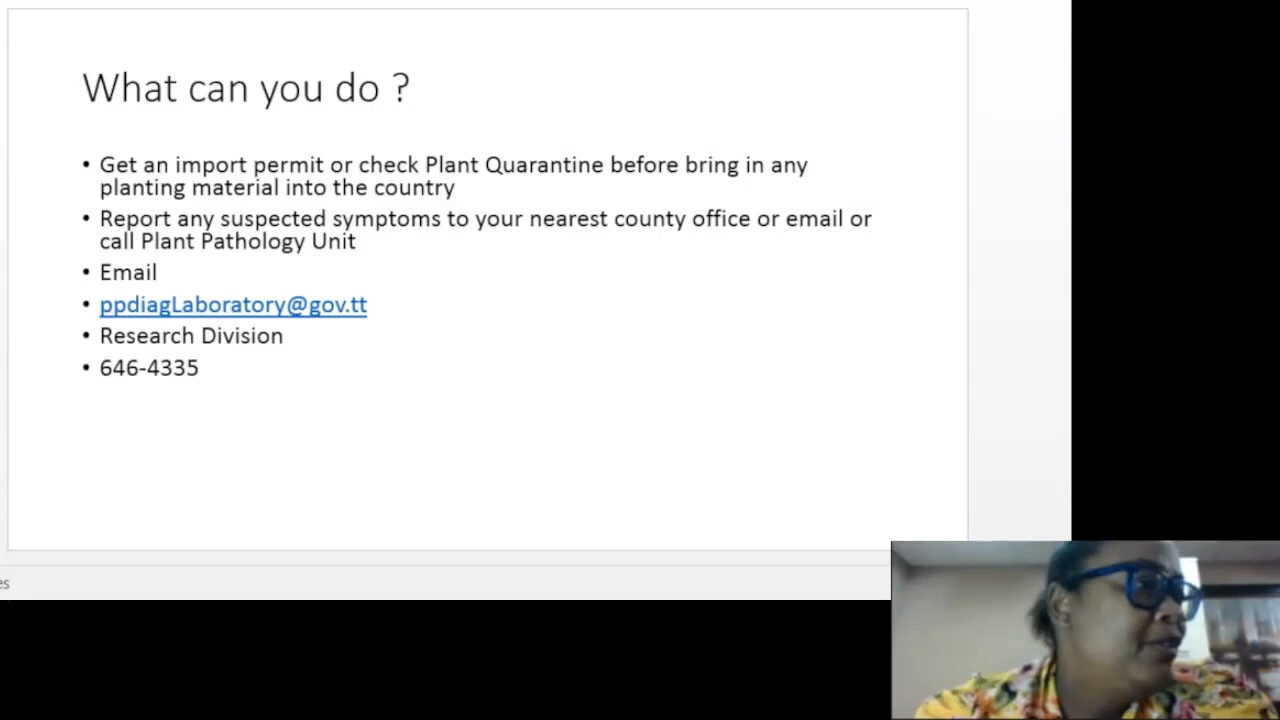 What can you do ?
• Get an import permit or check Plant Quarantine before bring in any
planting material into the country
• Report any suspected symptoms to your nearest county office or email or
call Plant Pathology Unit
• Email
• ppdiagLaboratory@gov.tt
• Research Division
• 646-4335
es